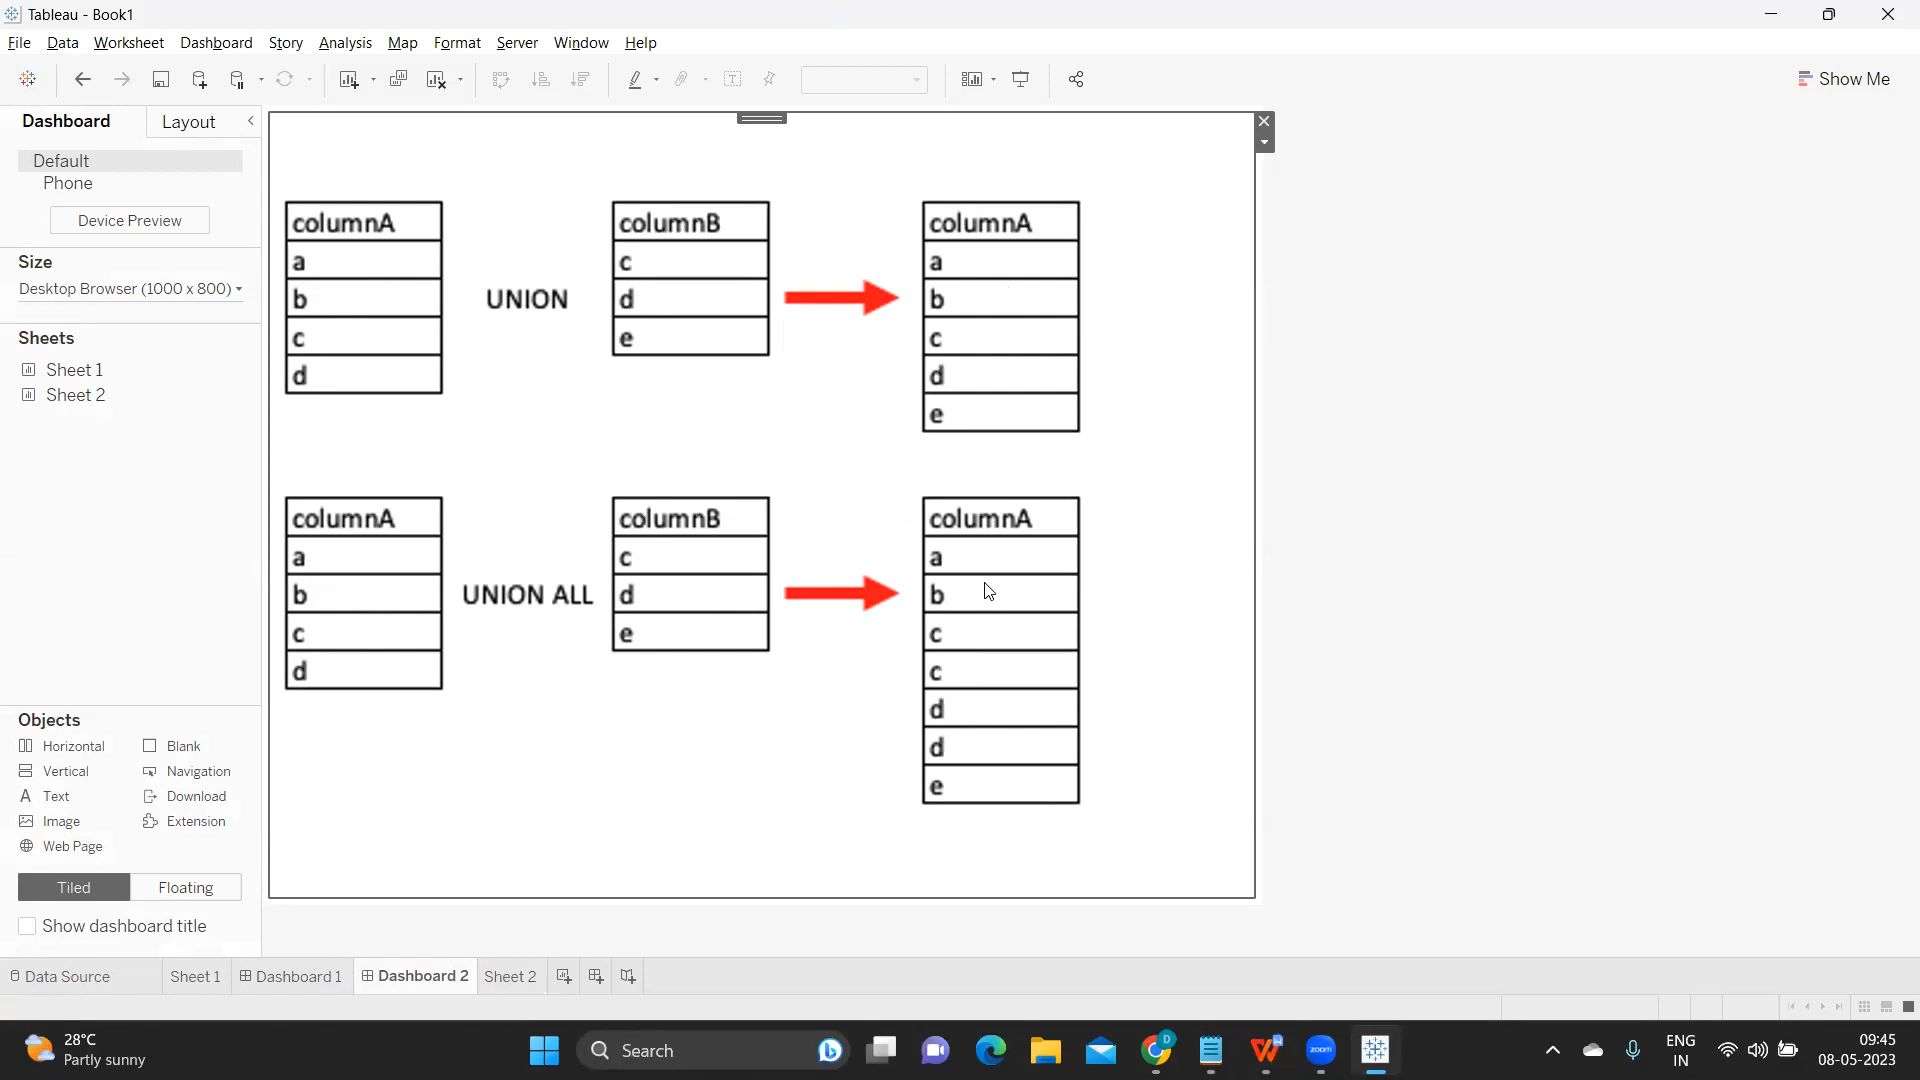 Tableau - Book1
File Data Worksheet Dashboard Story Analysis Map Format Server Window Help
Show Me
Dashboard Layout
Default
Phone
Device Preview
Size
Desktop Browser (1000 x 800)
Sheets
Sheet 1
Sheet 2
Objects
Horizontal Blank
Vertical Navigation
Text Download
Image Extension
Web Page
Tiled Floating
Show dashboard title
columnA columnB columnA
a c a
b UNION d b
c e c
d d
e
columnA columnB columnA
a c a
b UNION ALL d b
c e c
d c
d
d
e
Data Source Sheet 1 Dashboard 1 Dashboard 2 Sheet 2
28°C
Partly sunny
Search
D
zoom
ENG
IN
09:45
08-05-2023